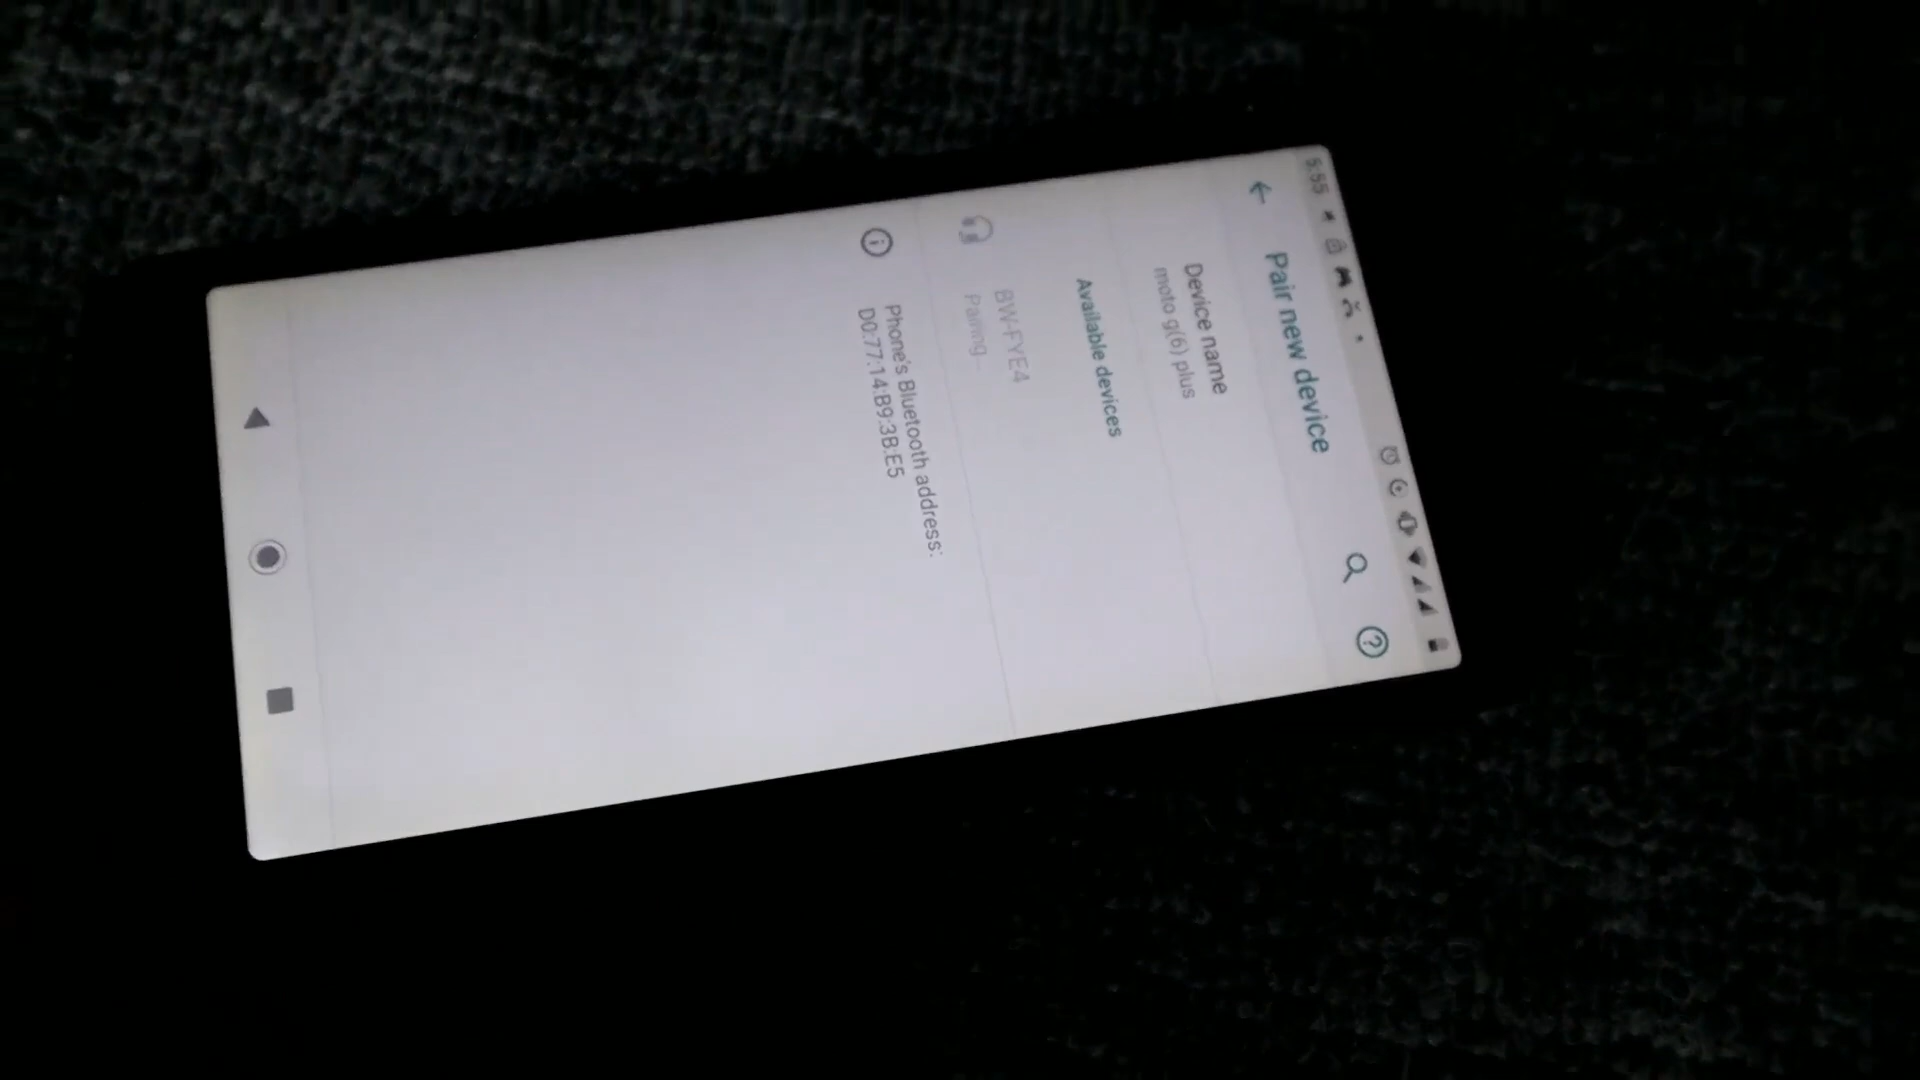 5:55
Pair new device
Device name
moto g(6) plus
Available devices
BW-FYE4
Pairing...
Phone's Bluetooth address:
D0:77:14:B9:3B:E5